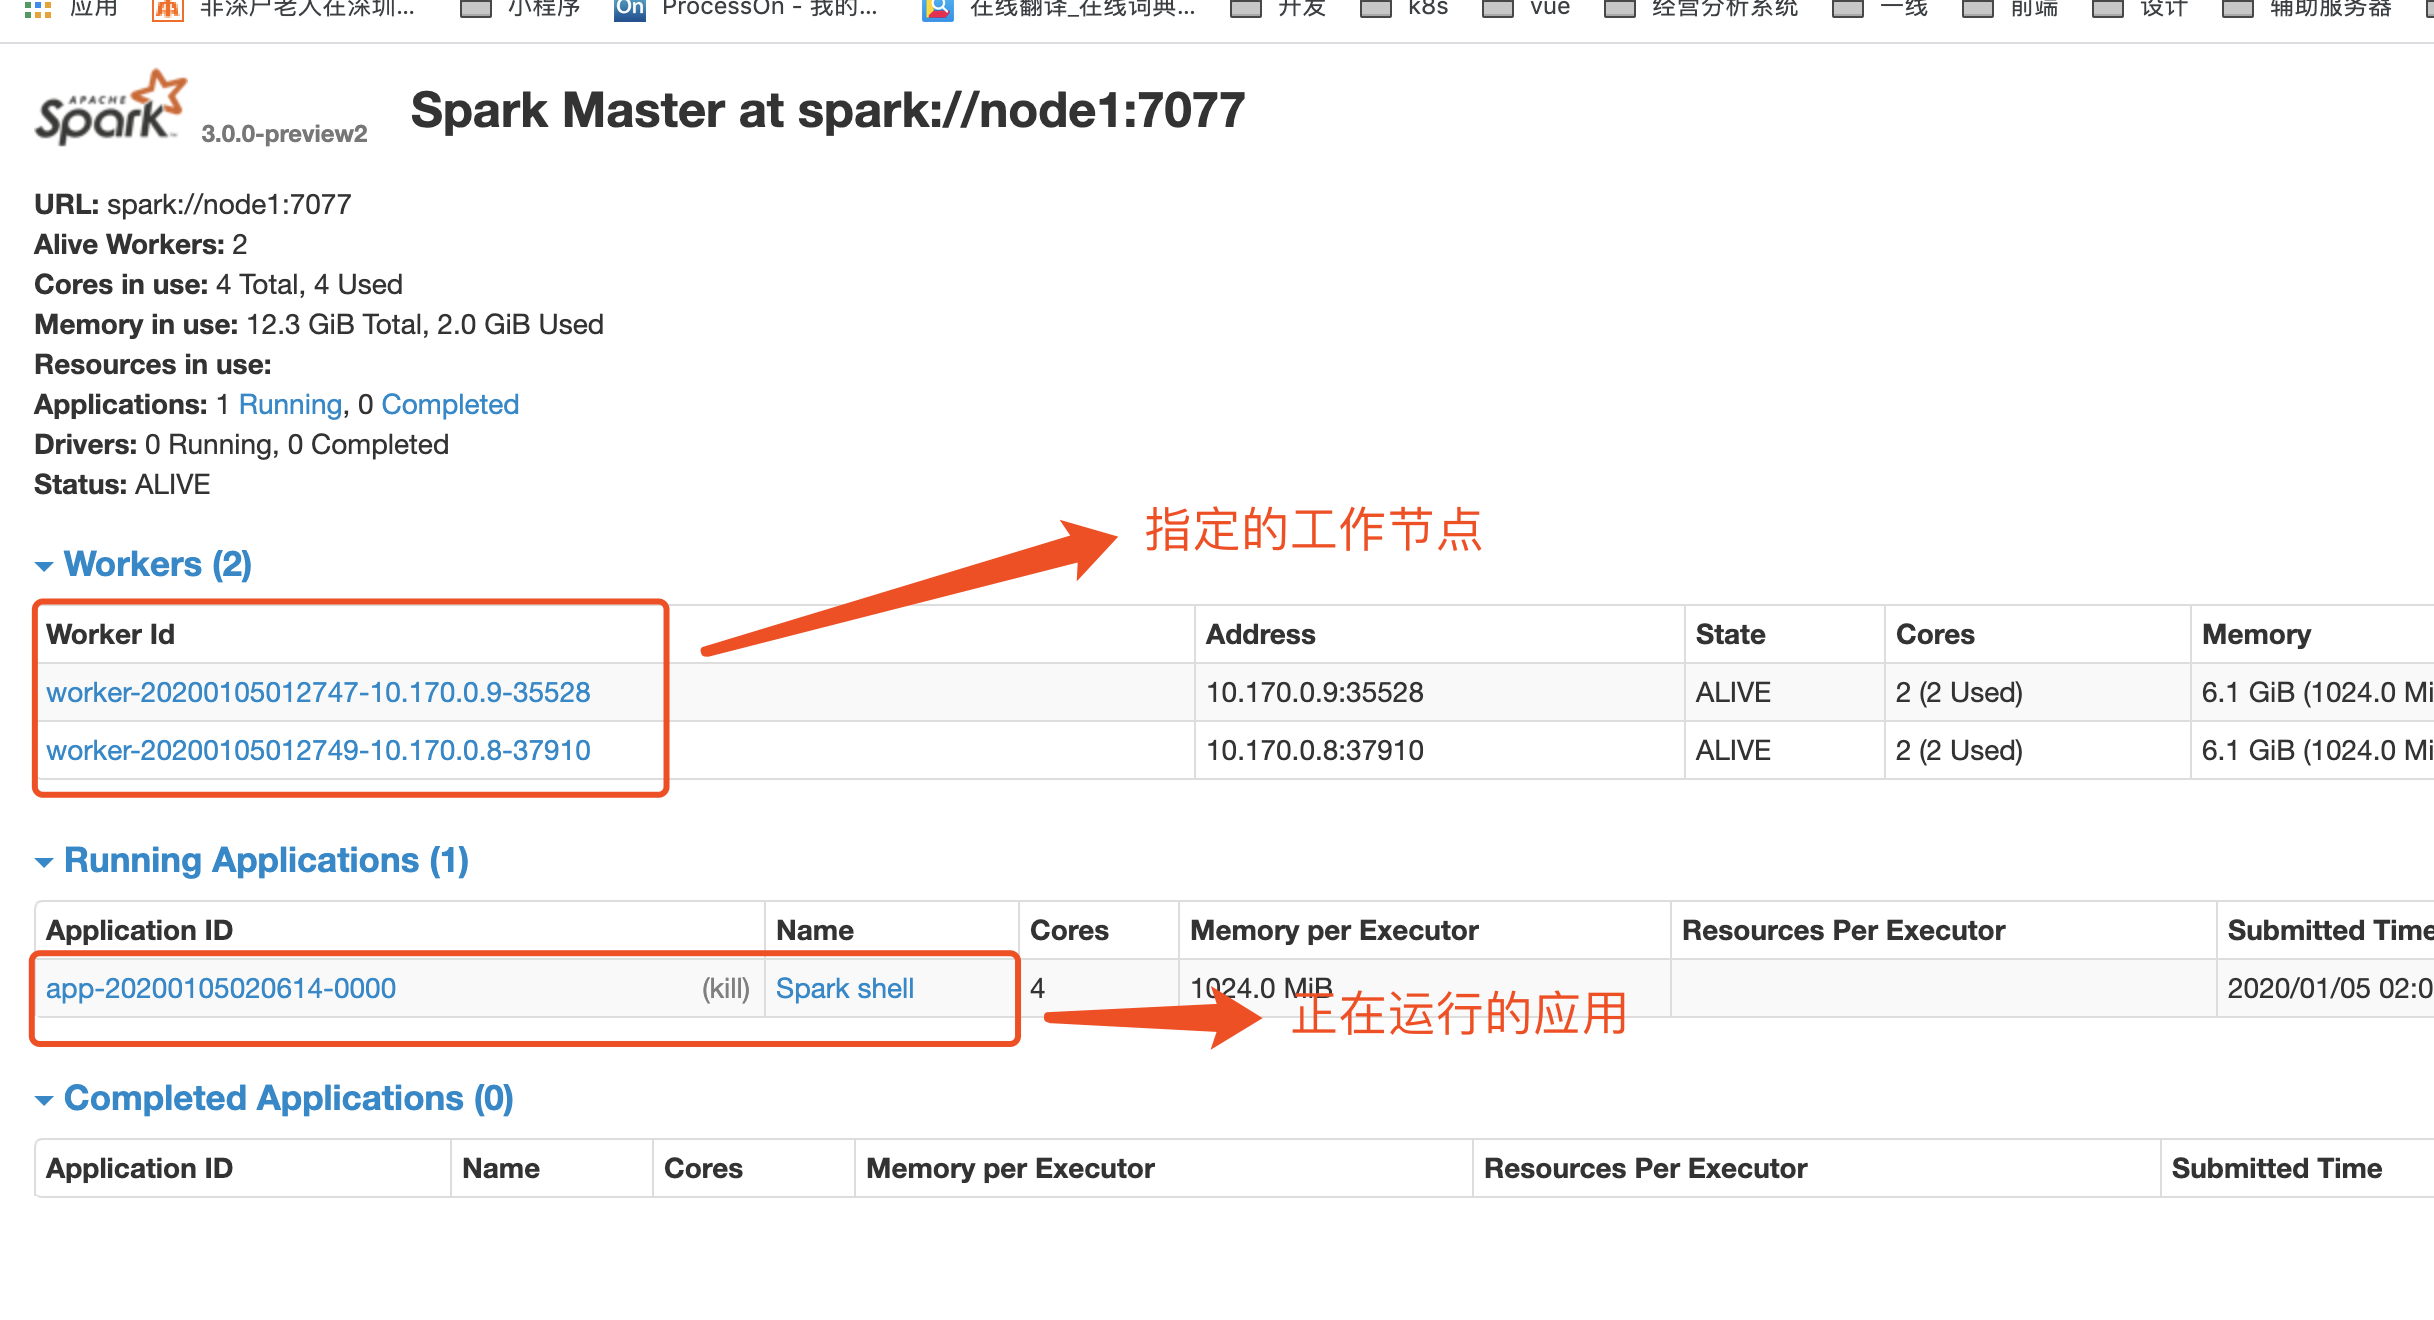 应用 非深户老人在深圳... 小程序 ProcessOn - 我的... 在线翻译_在线词典... 开发 k8s vue 经营分析系统 一线 前端 设计 辅助服务器
On
APACHE
Spark 3.0.0-preview2 Spark Master at spark://node1:7077
URL: spark://node1:7077
Alive Workers: 2
Cores in use: 4 Total, 4 Used
Memory in use: 12.3 GiB Total, 2.0 GiB Used
Resources in use:
Applications: 1 Running, 0 Completed
Drivers: 0 Running, 0 Completed
Status: ALIVE
指定的工作节点
Workers (2)
Worker Id Address State Cores Memory
worker-20200105012747-10.170.0.9-35528 10.170.0.9:35528 ALIVE 2 (2 Used) 6.1 GiB (1024.0 Mi
worker-20200105012749-10.170.0.8-37910 10.170.0.8:37910 ALIVE 2 (2 Used) 6.1 GiB (1024.0 Mi
Running Applications (1)
Application ID Name Cores Memory per Executor Resources Per Executor Submitted Time
app-20200105020614-0000 (kill) Spark shell 4 1024.0 MiB 2020/01/05 02:0
正在运行的应用
Completed Applications (0)
Application ID Name Cores Memory per Executor Resources Per Executor Submitted Time